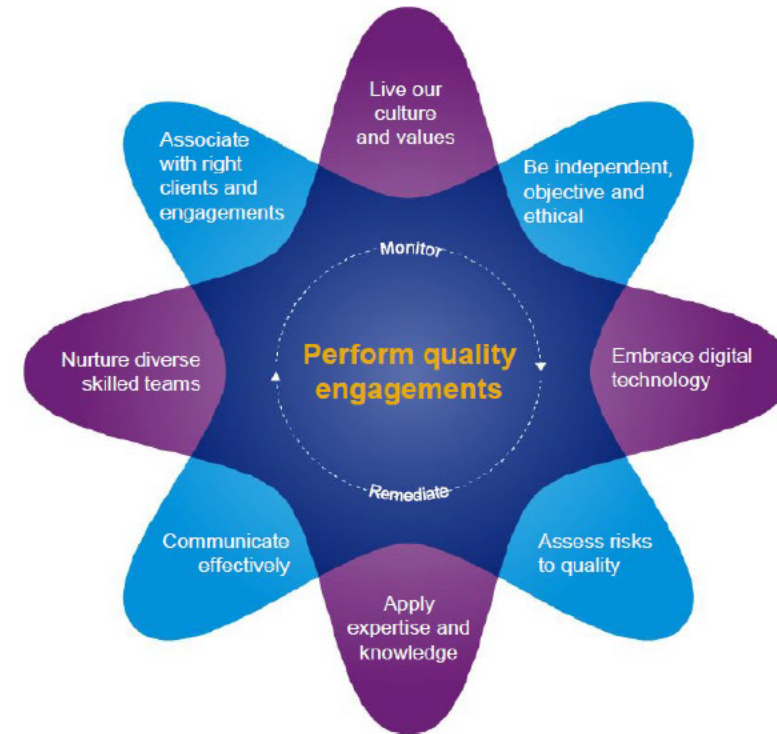 Live our
culture
and values
Associate
with right
clients and
engagements
Be independent,
objective and
ethical
Monitor
Perform quality
engagements
Nurture diverse
skilled teams
Embrace digital
technology
Remediate
Communicate
effectively
Assess risks
to quality
Apply
expertise and
knowledge